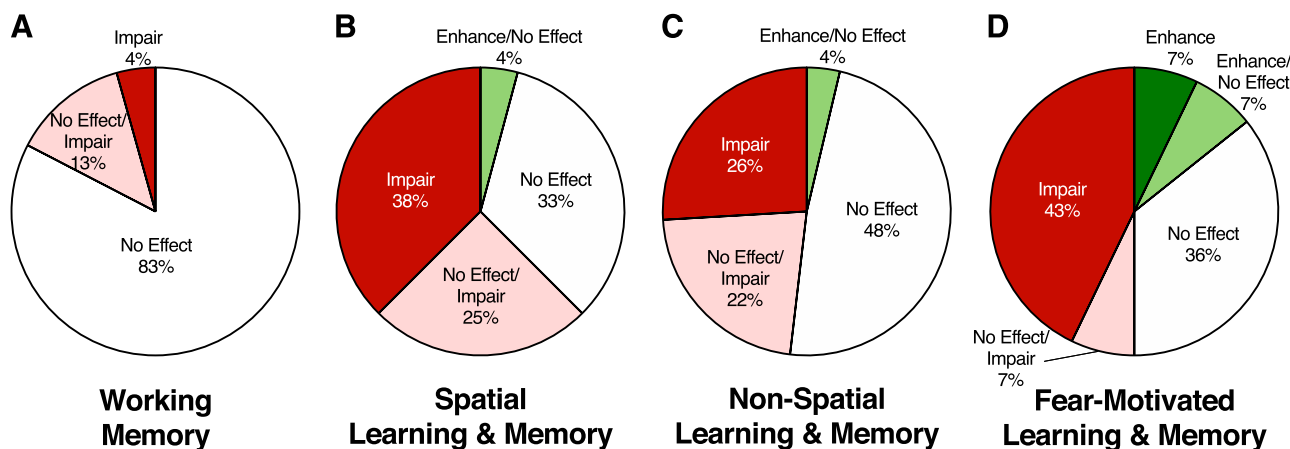 A
Impair
4%
No Effect/
Impair
13%
No Effect
83%
Working
Memory
B
Enhance/No Effect
4%
No Effect
33%
No Effect/
Impair
25%
Impair
38%
Spatial
Learning & Memory
C
Enhance/No Effect
4%
No Effect
48%
No Effect/
Impair
22%
Impair
26%
Non-Spatial
Learning & Memory
D
Enhance
7%
Enhance/
No Effect
7%
No Effect
36%
No Effect/
Impair
7%
Impair
43%
Fear-Motivated
Learning & Memory